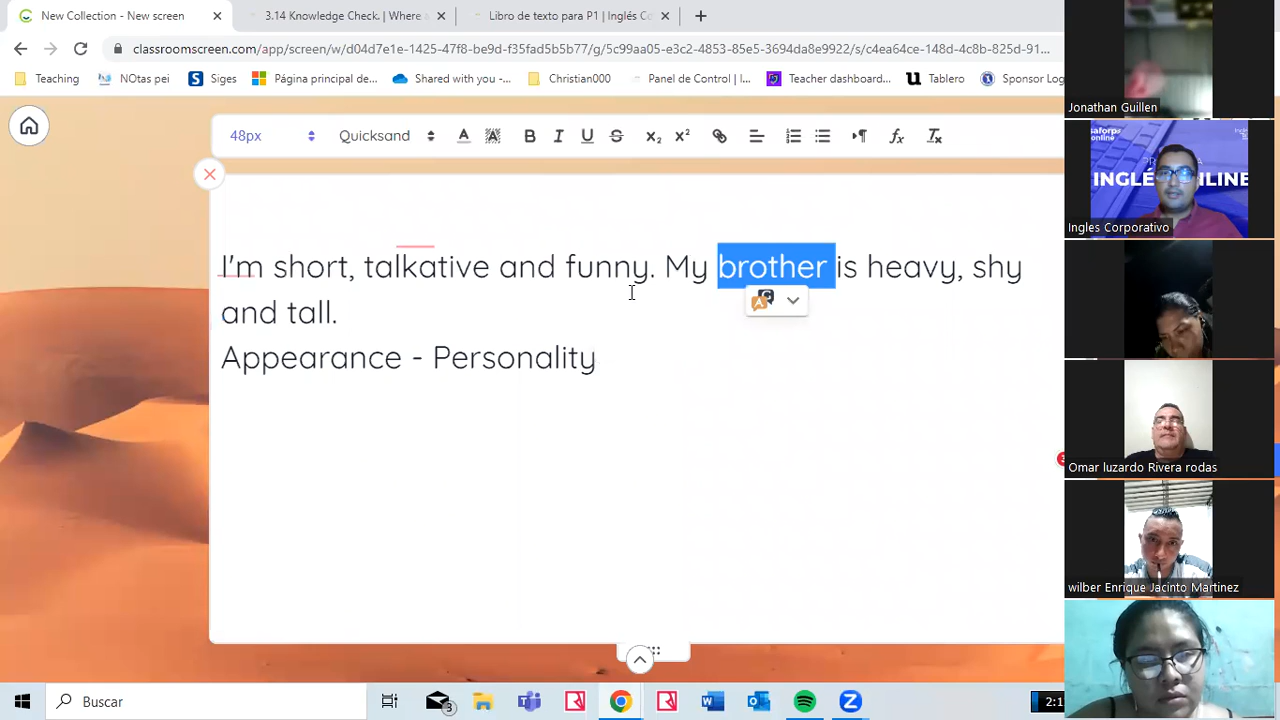 New Collection - New screen
3.14 Knowledge Check. | Where a
Libro de texto para P1 | Inglés Co
classroomscreen.com/app/screen/w/d04d7e1e-1425-47f8-be9d-f35fad5b5b77/g/5c99aa05-e3c2-4853-85e5-3694da8e9922/s/c4ea64ce-148d-4c8b-825d-91...
Teaching
NOtas pei
Siges
Página principal de...
Shared with you -...
Christian000
Panel de Control | I...
Teacher dashboard...
Tablero
Sponsor Log
48px
Quicksand
I'm short, talkative and funny. My brother is heavy, shy
and tall.
Appearance - Personality
Jonathan Guillen
INGLÉ
NLINE
Ingles Corporativo
Omar luzardo Rivera rodas
wilber Enrique Jacinto Martinez
Buscar
3
2:1